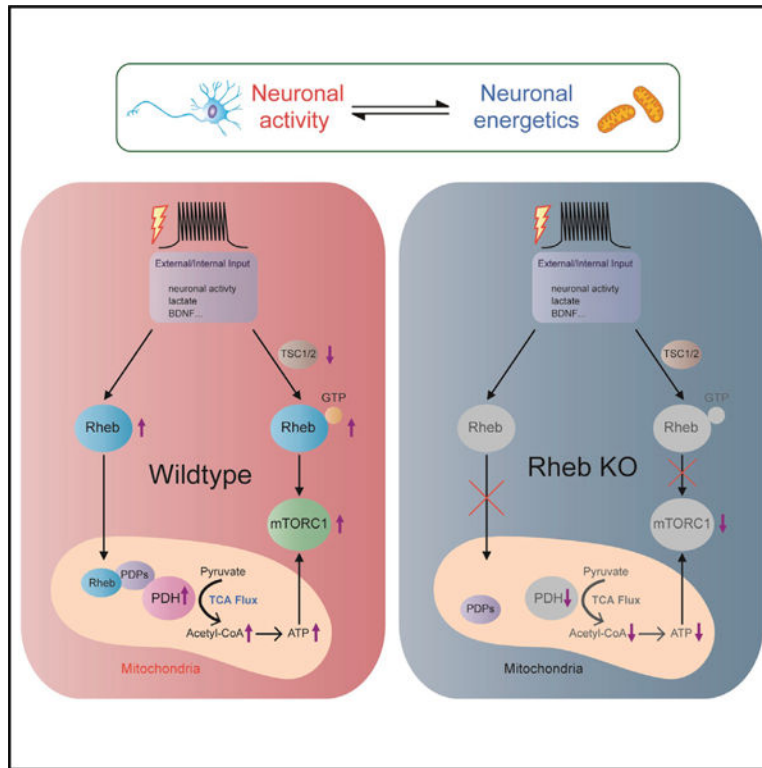 Neuronal
activity
Neuronal
energetics
External/Internal Input
neuronal activty
lactate
BDNF...
TSC1/2
GTP
Rheb
Rheb
Wildtype
mTORC1
Rheb
PDPs
PDH
Pyruvate
TCA Flux
Acetyl-CoA
ATP
Mitochondria
External/Internal Input
neuronal activty
lactate
BDNF...
TSC1/2
GTP
Rheb
Rheb
Rheb KO
mTORC1
PDPs
PDH
Pyruvate
TCA Flux
Acetyl-CoA
ATP
Mitochondria